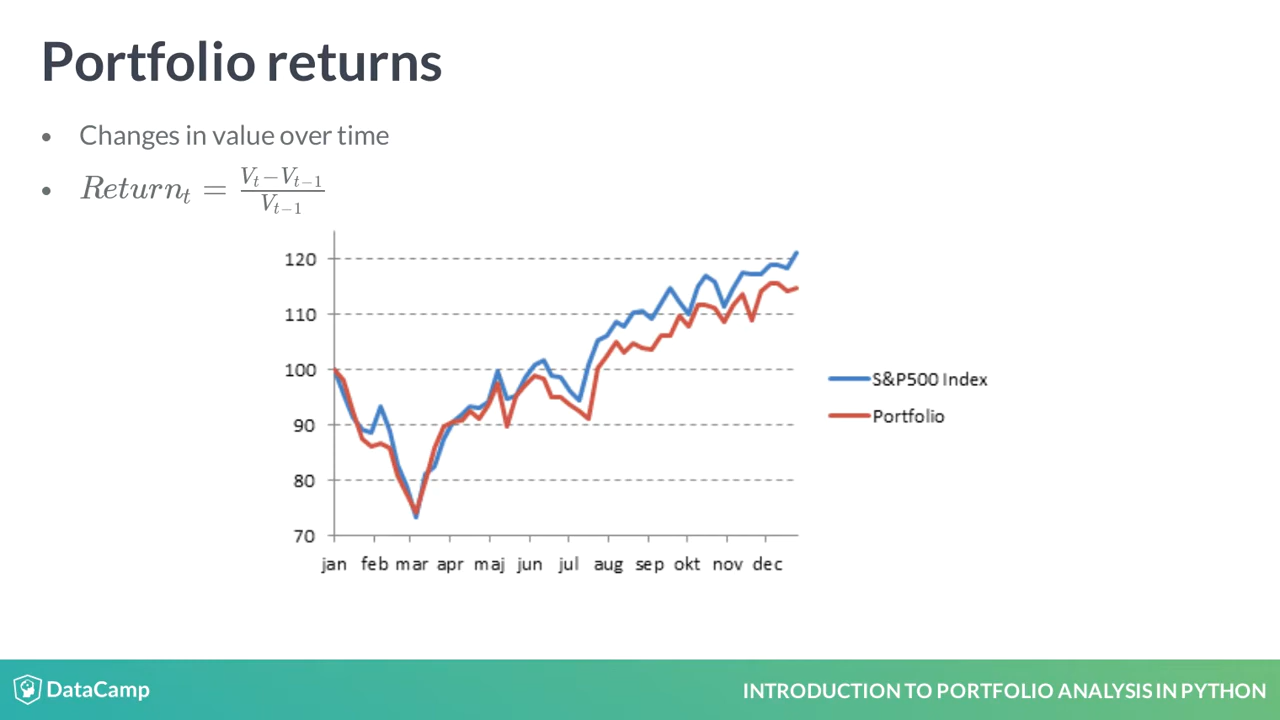 Portfolio returns
• Changes in value over time
• Return_t = (V_t − V_{t−1}) / V_{t−1}
120
110
100
90
80
70
jan feb mar apr maj jun jul aug sep okt nov dec
S&P500 Index
Portfolio
DataCamp
INTRODUCTION TO PORTFOLIO ANALYSIS IN PYTHON